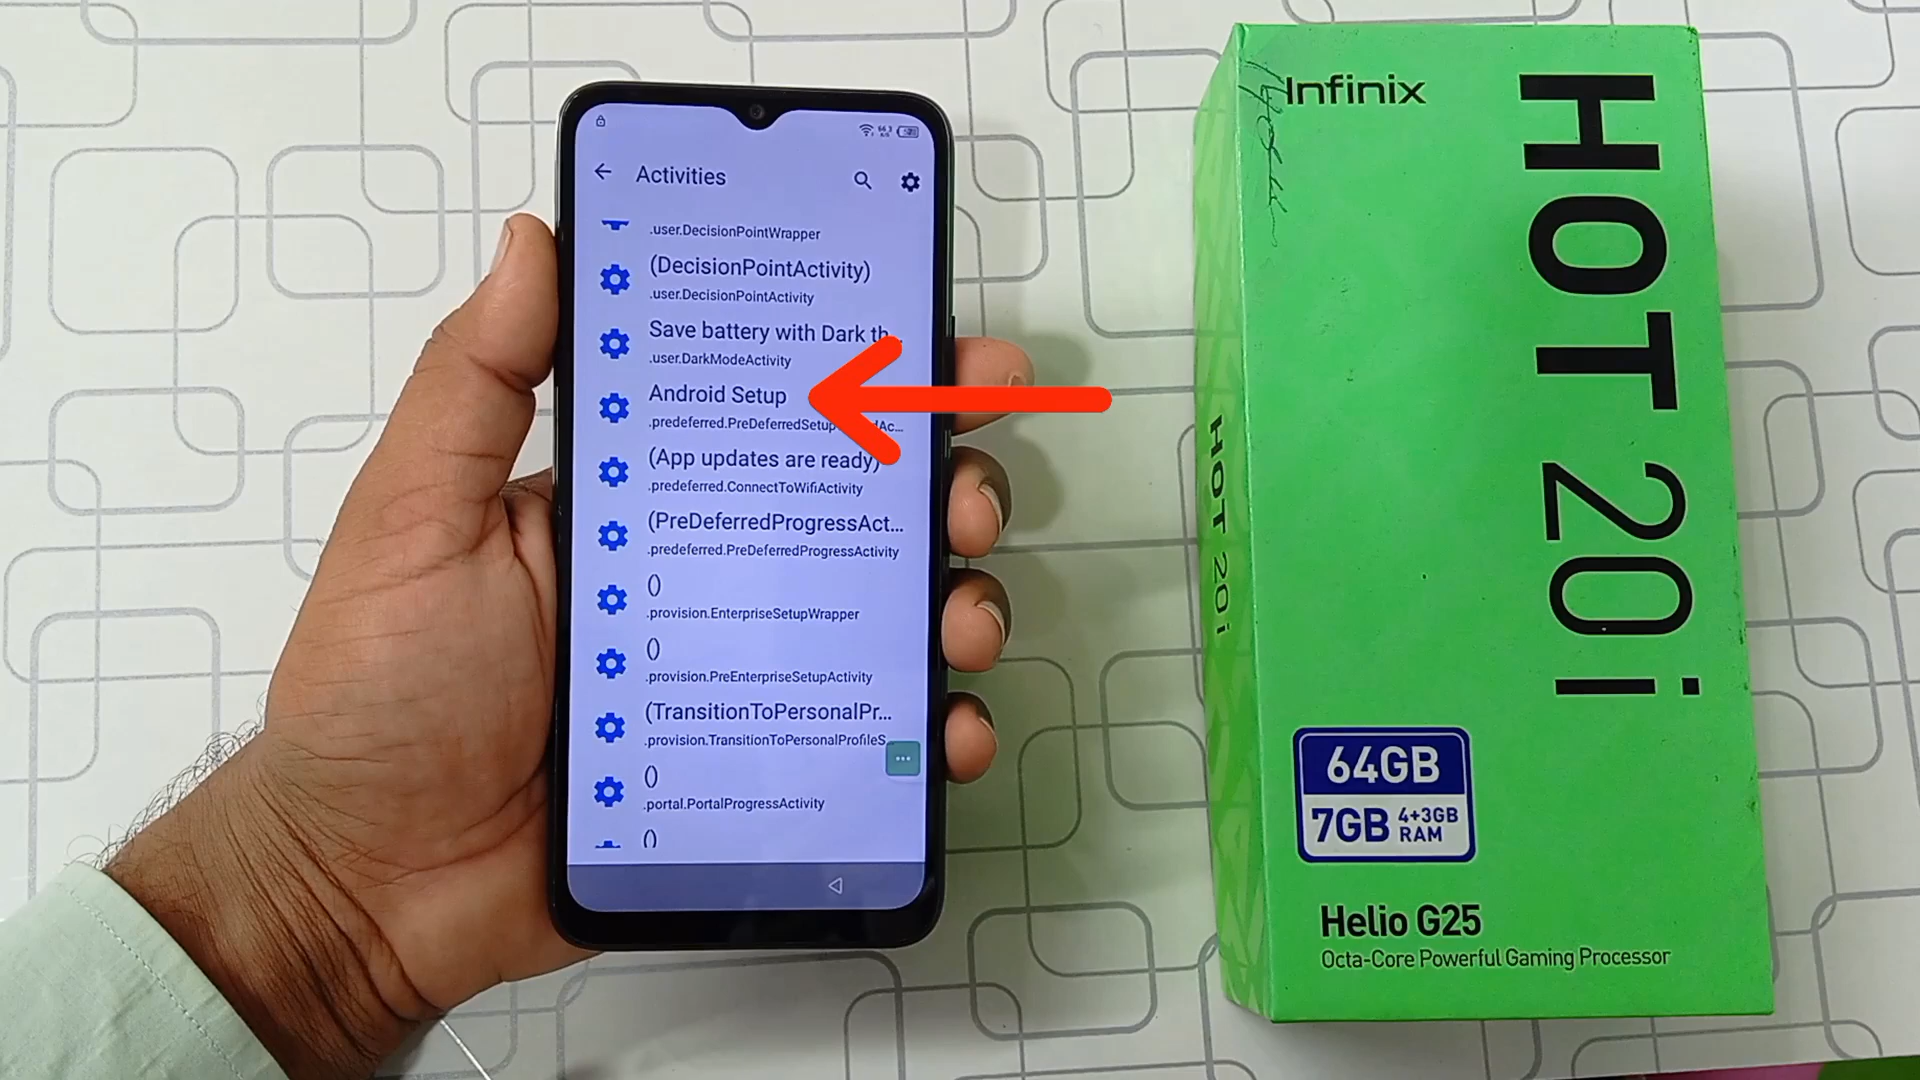 Activities
.user.DecisionPointWrapper
(DecisionPointActivity)
.user.DecisionPointActivity
Save battery with Dark th...
.user.DarkModeActivity
Android Setup
.predeferred.PreDeferredSetup
(App updates are ready)
.predeferred.ConnectToWifiActivity
(PreDeferredProgressAct...
.predeferred.PreDeferredProgressActivity
()
.provision.EnterpriseSetupWrapper
()
.provision.PreEnterpriseSetupActivity
(TransitionToPersonalPr...
.provision.TransitionToPersonalProfileS...
()
.portal.PortalProgressActivity
()
Infinix
HOT 20i
HOT 20i
64GB
7GB 4+3GB
RAM
Helio G25
Octa-Core Powerful Gaming Processor